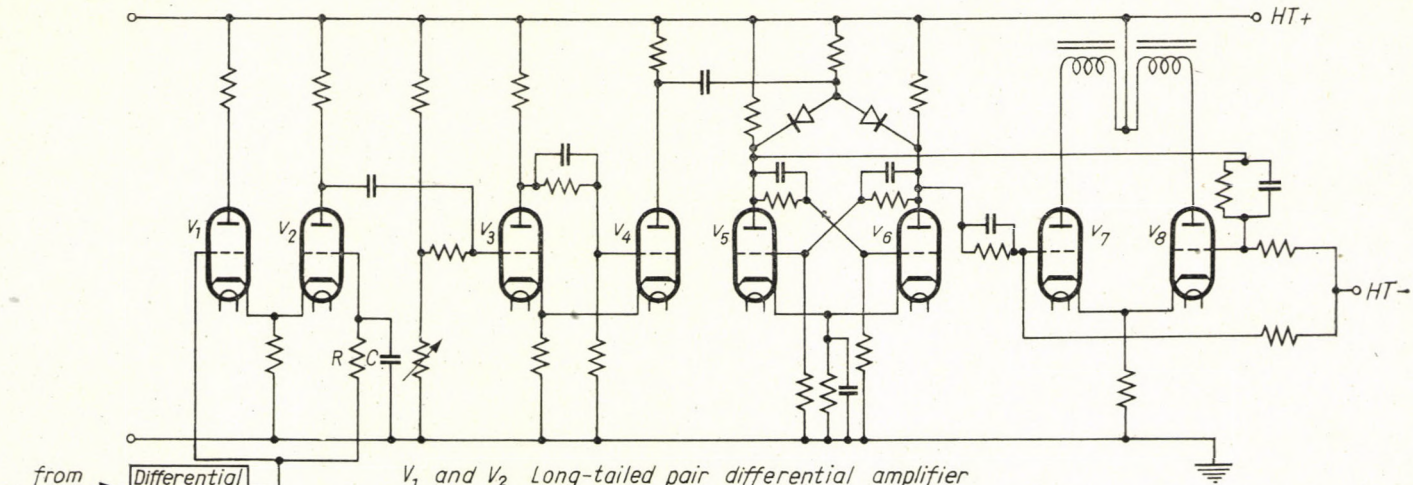 HT+
V1
V2
V3
V4
V5
V6
V7
V8
HT-
R
C
from
Differential
V1 and V2 Long-tailed pair differential amplifier